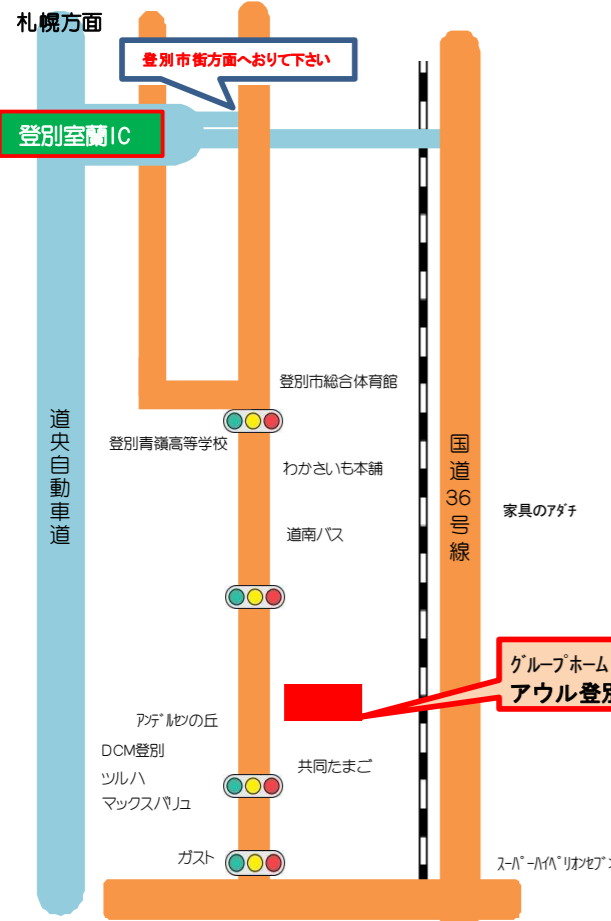 札幌方面
登別市街方面へおりて下さい
登別室蘭IC
登別市総合体育館
登別青嶺高等学校
わかさいも本舗
道南バス
道央自動車道
国道36号線
家具のアダチ
グループホーム
アウル登別
アンデルセンの丘
DCM登別
ツルハ
マックスバリュ
共同たまご
ガスト
スーパーハイパリオンセブン